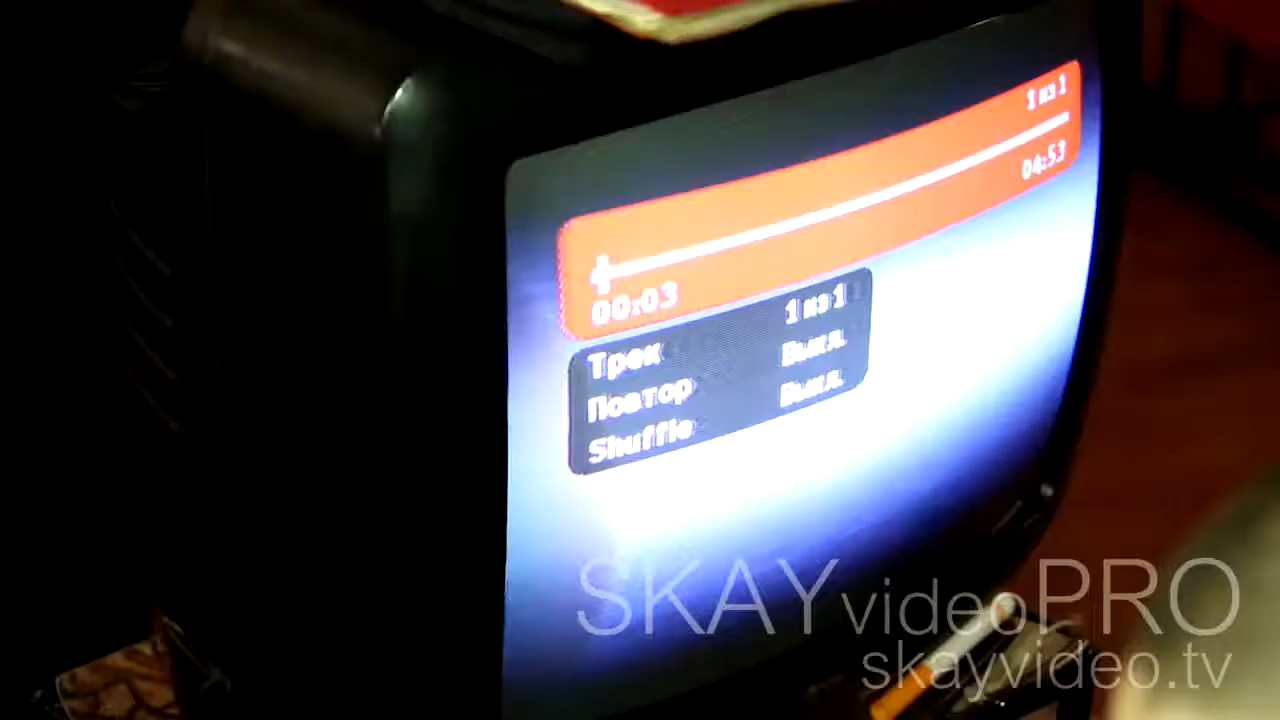 1 из 1
04:53
00:03
Трек 1 из 1
Повтор Выкл.
Shuffle Выкл.
SKAYvideoPRO
skayvideo.tv